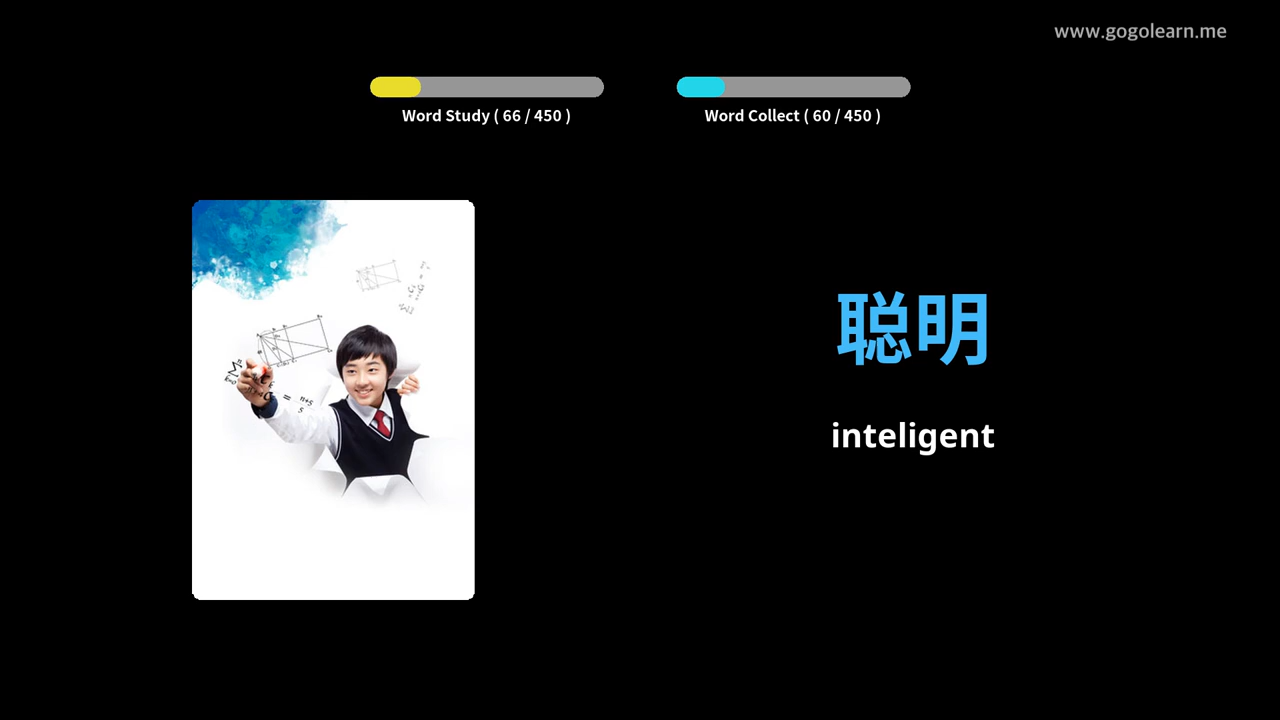 www.gogolearn.me
Word Study ( 66 / 450 )
Word Collect ( 60 / 450 )
聪明
inteligent